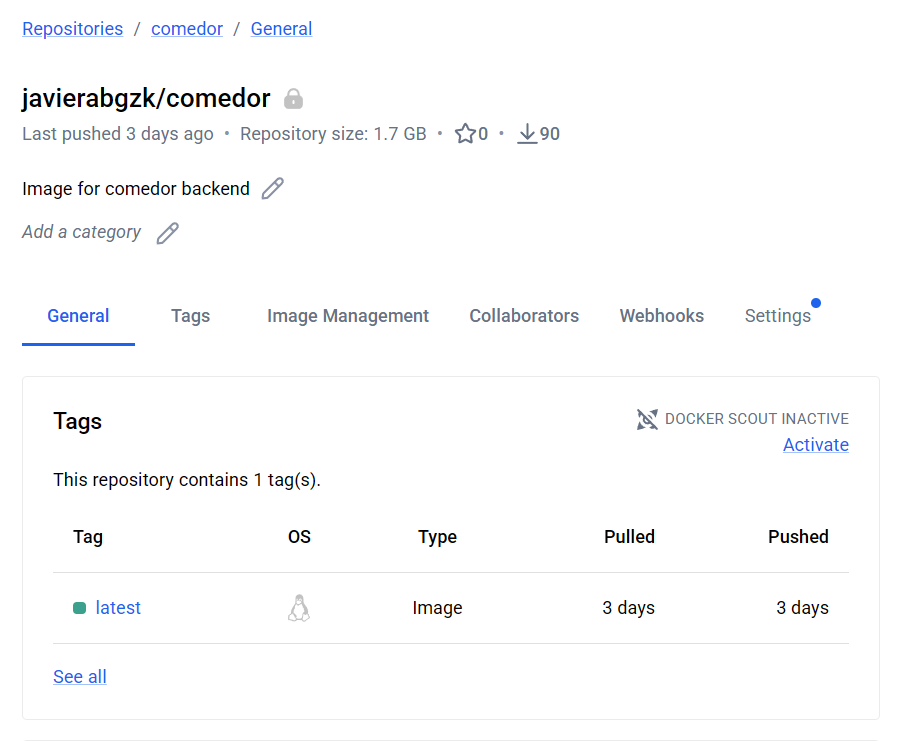 Repositories / comedor / General
javierabgzk/comedor
Last pushed 3 days ago • Repository size: 1.7 GB • 0 • 90
Image for comedor backend
Add a category
General Tags Image Management Collaborators Webhooks Settings
Tags DOCKER SCOUT INACTIVE
Activate
This repository contains 1 tag(s).
Tag OS Type Pulled Pushed
latest Image 3 days 3 days
See all